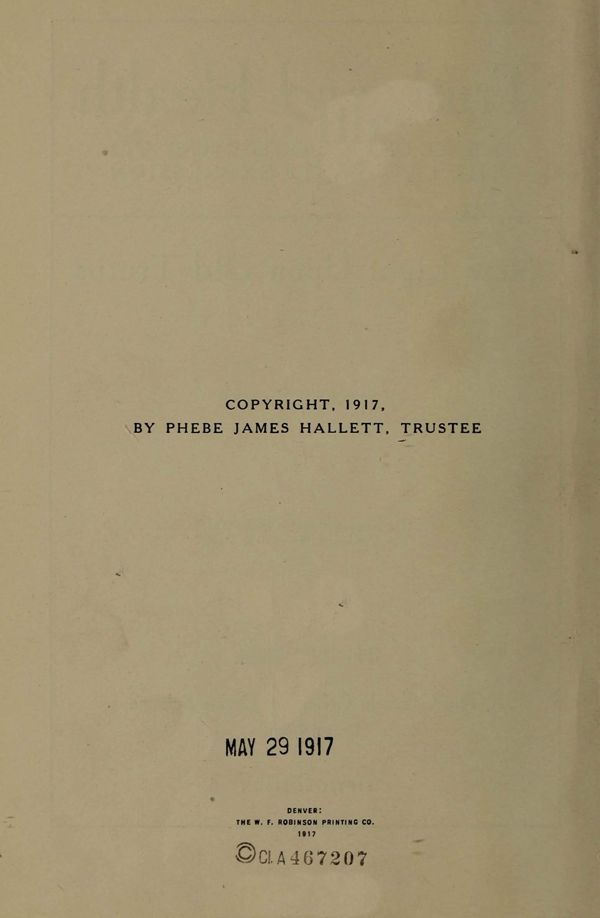 COPYRIGHT, 1917,
BY PHEBE JAMES HALLETT, TRUSTEE
MAY 29 1917
DENVER:
THE W. F. ROBINSON PRINTING CO.
1917
©Cl.A467207